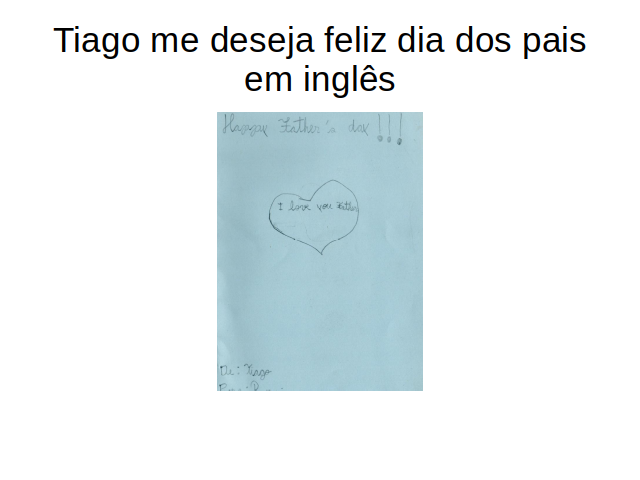 Tiago me deseja feliz dia dos pais
em inglês
Happy Father's day !!!
I love you Father
De: Tiago